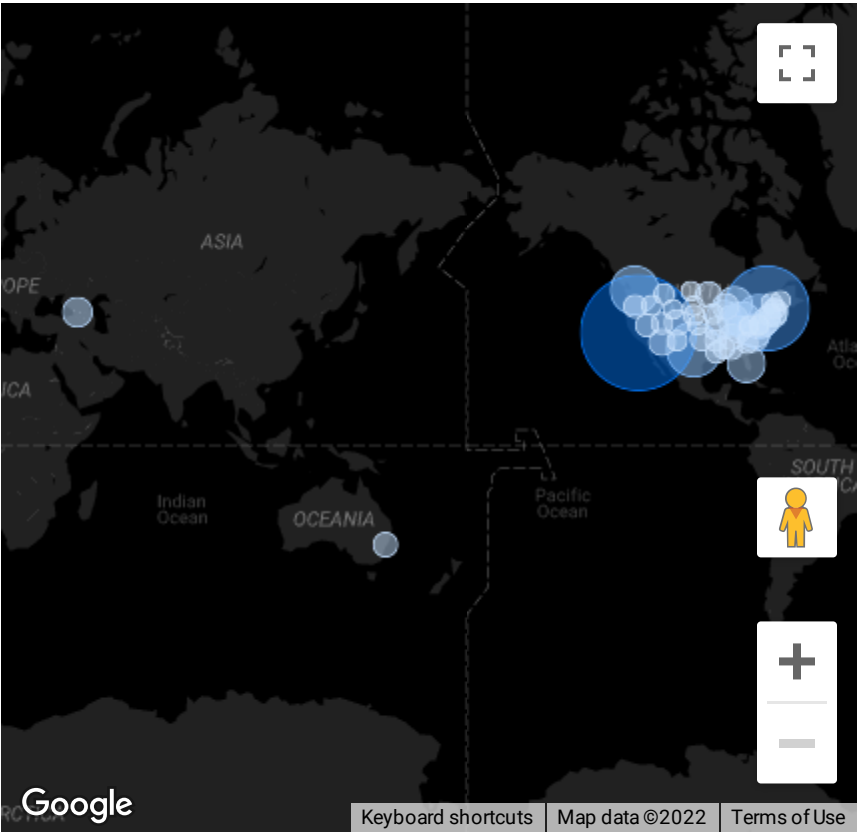 ASIA
OPE
ICA
Atla
Oc
SOUTH
CA
Indian
Ocean
OCEANIA
Pacific
Ocean
RCTICA
Google
Keyboard shortcuts
Map data ©2022
Terms of Use